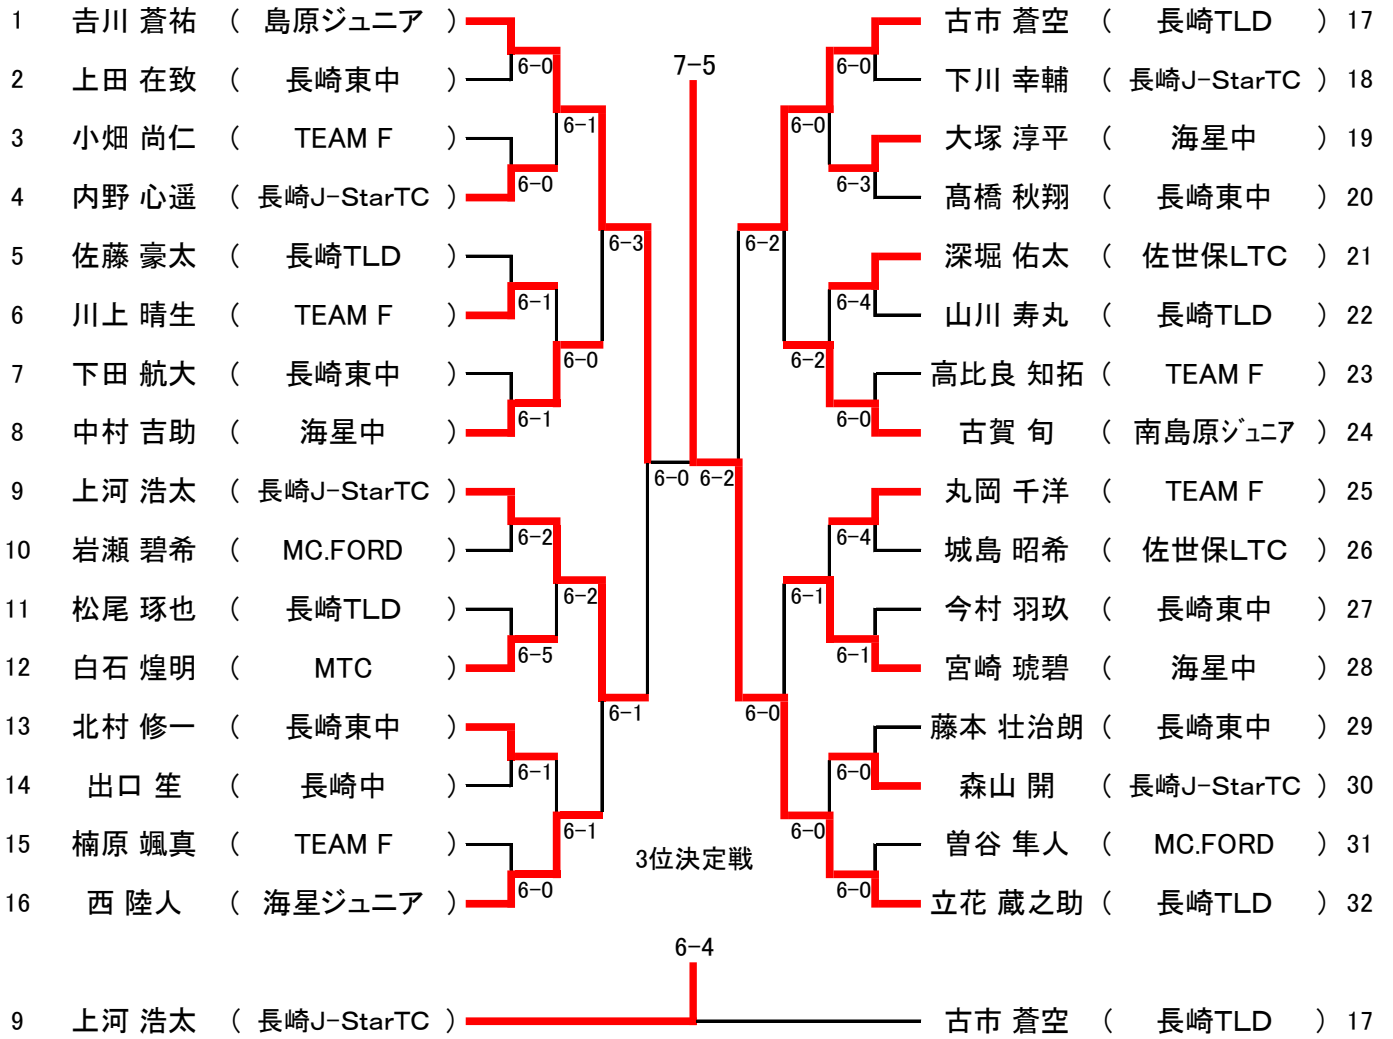 1 𠮷川 蒼祐 ( 島原ジュニア ) 古市 蒼空 ( 長崎TLD ) 17
6-0 7-5 6-0
2 上田 在致 ( 長崎東中 ) 下川 幸輔 ( 長崎J-StarTC ) 18
6-1 6-0
3 小畑 尚仁 ( TEAM F ) 大塚 淳平 ( 海星中 ) 19
6-0 6-3
4 内野 心遥 ( 長崎J-StarTC ) 髙橋 秋翔 ( 長崎東中 ) 20
6-3 6-2
5 佐藤 豪太 ( 長崎TLD ) 深堀 佑太 ( 佐世保LTC ) 21
6-1 6-4
6 川上 晴生 ( TEAM F ) 山川 寿丸 ( 長崎TLD ) 22
6-0 6-2
7 下田 航大 ( 長崎東中 ) 高比良 知拓 ( TEAM F ) 23
6-1 6-0
8 中村 吉助 ( 海星中 ) 古賀 旬 ( 南島原ジュニア ) 24
6-0 6-2
9 上河 浩太 ( 長崎J-StarTC ) 丸岡 千洋 ( TEAM F ) 25
6-2 6-4
10 岩瀬 碧希 ( MC.FORD ) 城島 昭希 ( 佐世保LTC ) 26
6-2 6-1
11 松尾 琢也 ( 長崎TLD ) 今村 羽玖 ( 長崎東中 ) 27
6-5 6-1
12 白石 煌明 ( MTC ) 宮崎 琥碧 ( 海星中 ) 28
6-1 6-0
13 北村 修一 ( 長崎東中 ) 藤本 壮治朗 ( 長崎東中 ) 29
6-1 6-0
14 出口 笙 ( 長崎中 ) 森山 開 ( 長崎J-StarTC ) 30
6-1 6-0
15 楠原 颯真 ( TEAM F ) 曽谷 隼人 ( MC.FORD ) 31
3位決定戦
6-0 6-0
16 西 陸人 ( 海星ジュニア ) 立花 蔵之助 ( 長崎TLD ) 32
6-4
9 上河 浩太 ( 長崎J-StarTC ) 古市 蒼空 ( 長崎TLD ) 17